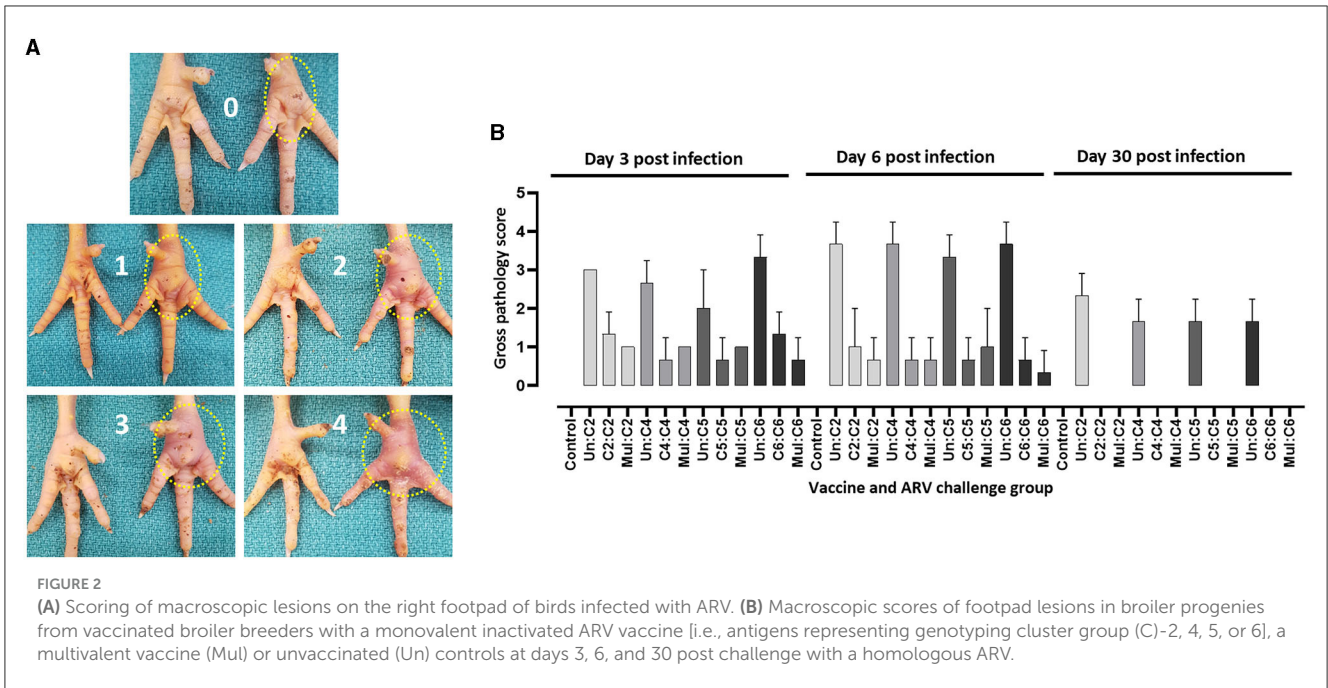 A
0
1
2
3
4
B
Day 3 post infection
Day 6 post infection
Day 30 post infection
Gross pathology score
5
4
3
2
1
0
Control
Un:C2
C2:C2
Mul:C2
Un:C4
C4:C4
Mul:C4
Un:C5
C5:C5
Mul:C5
Un:C6
C6:C6
Mul:C6
Control
Un:C2
C2:C2
Mul:C2
Un:C4
C4:C4
Mul:C4
Un:C5
C5:C5
Mul:C5
Un:C6
C6:C6
Mul:C6
Control
Un:C2
C2:C2
Mul:C2
Un:C4
C4:C4
Mul:C4
Un:C5
C5:C5
Mul:C5
Un:C6
C6:C6
Mul:C6
Vaccine and ARV challenge group
FIGURE 2
(A) Scoring of macroscopic lesions on the right footpad of birds infected with ARV. (B) Macroscopic scores of footpad lesions in broiler progenies
from vaccinated broiler breeders with a monovalent inactivated ARV vaccine [i.e., antigens representing genotyping cluster group (C)-2, 4, 5, or 6], a
multivalent vaccine (Mul) or unvaccinated (Un) controls at days 3, 6, and 30 post challenge with a homologous ARV.